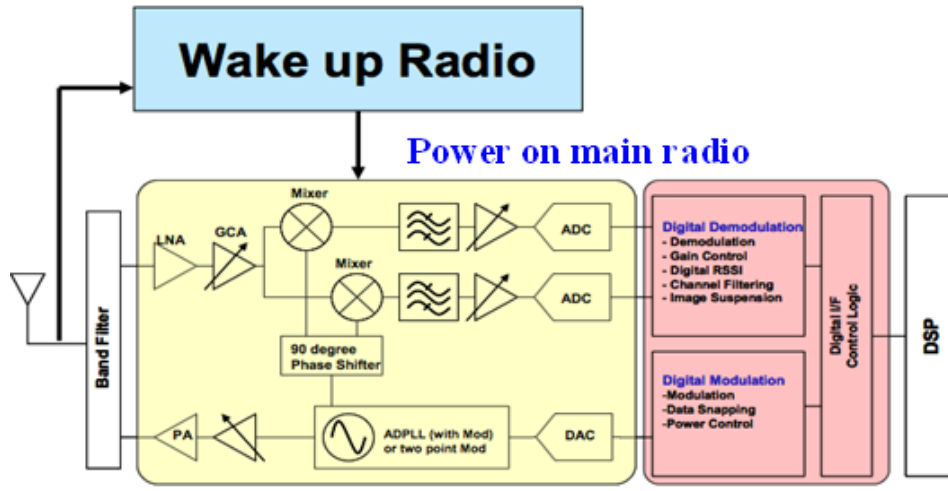 Wake up Radio
Power on main radio
Mixer
LNA
GCA
ADC
Mixer
ADC
90 degree
Phase Shifter
PA
ADPLL (with Mod)
or two point Mod
DAC
Band Filter
Digital Demodulation
- Demodulation
- Gain Control
- Digital RSSI
- Channel Filtering
- Image Suspension
Digital Modulation
-Modulation
-Data Snapping
-Power Control
Digital I/F
Control Logic
DSP